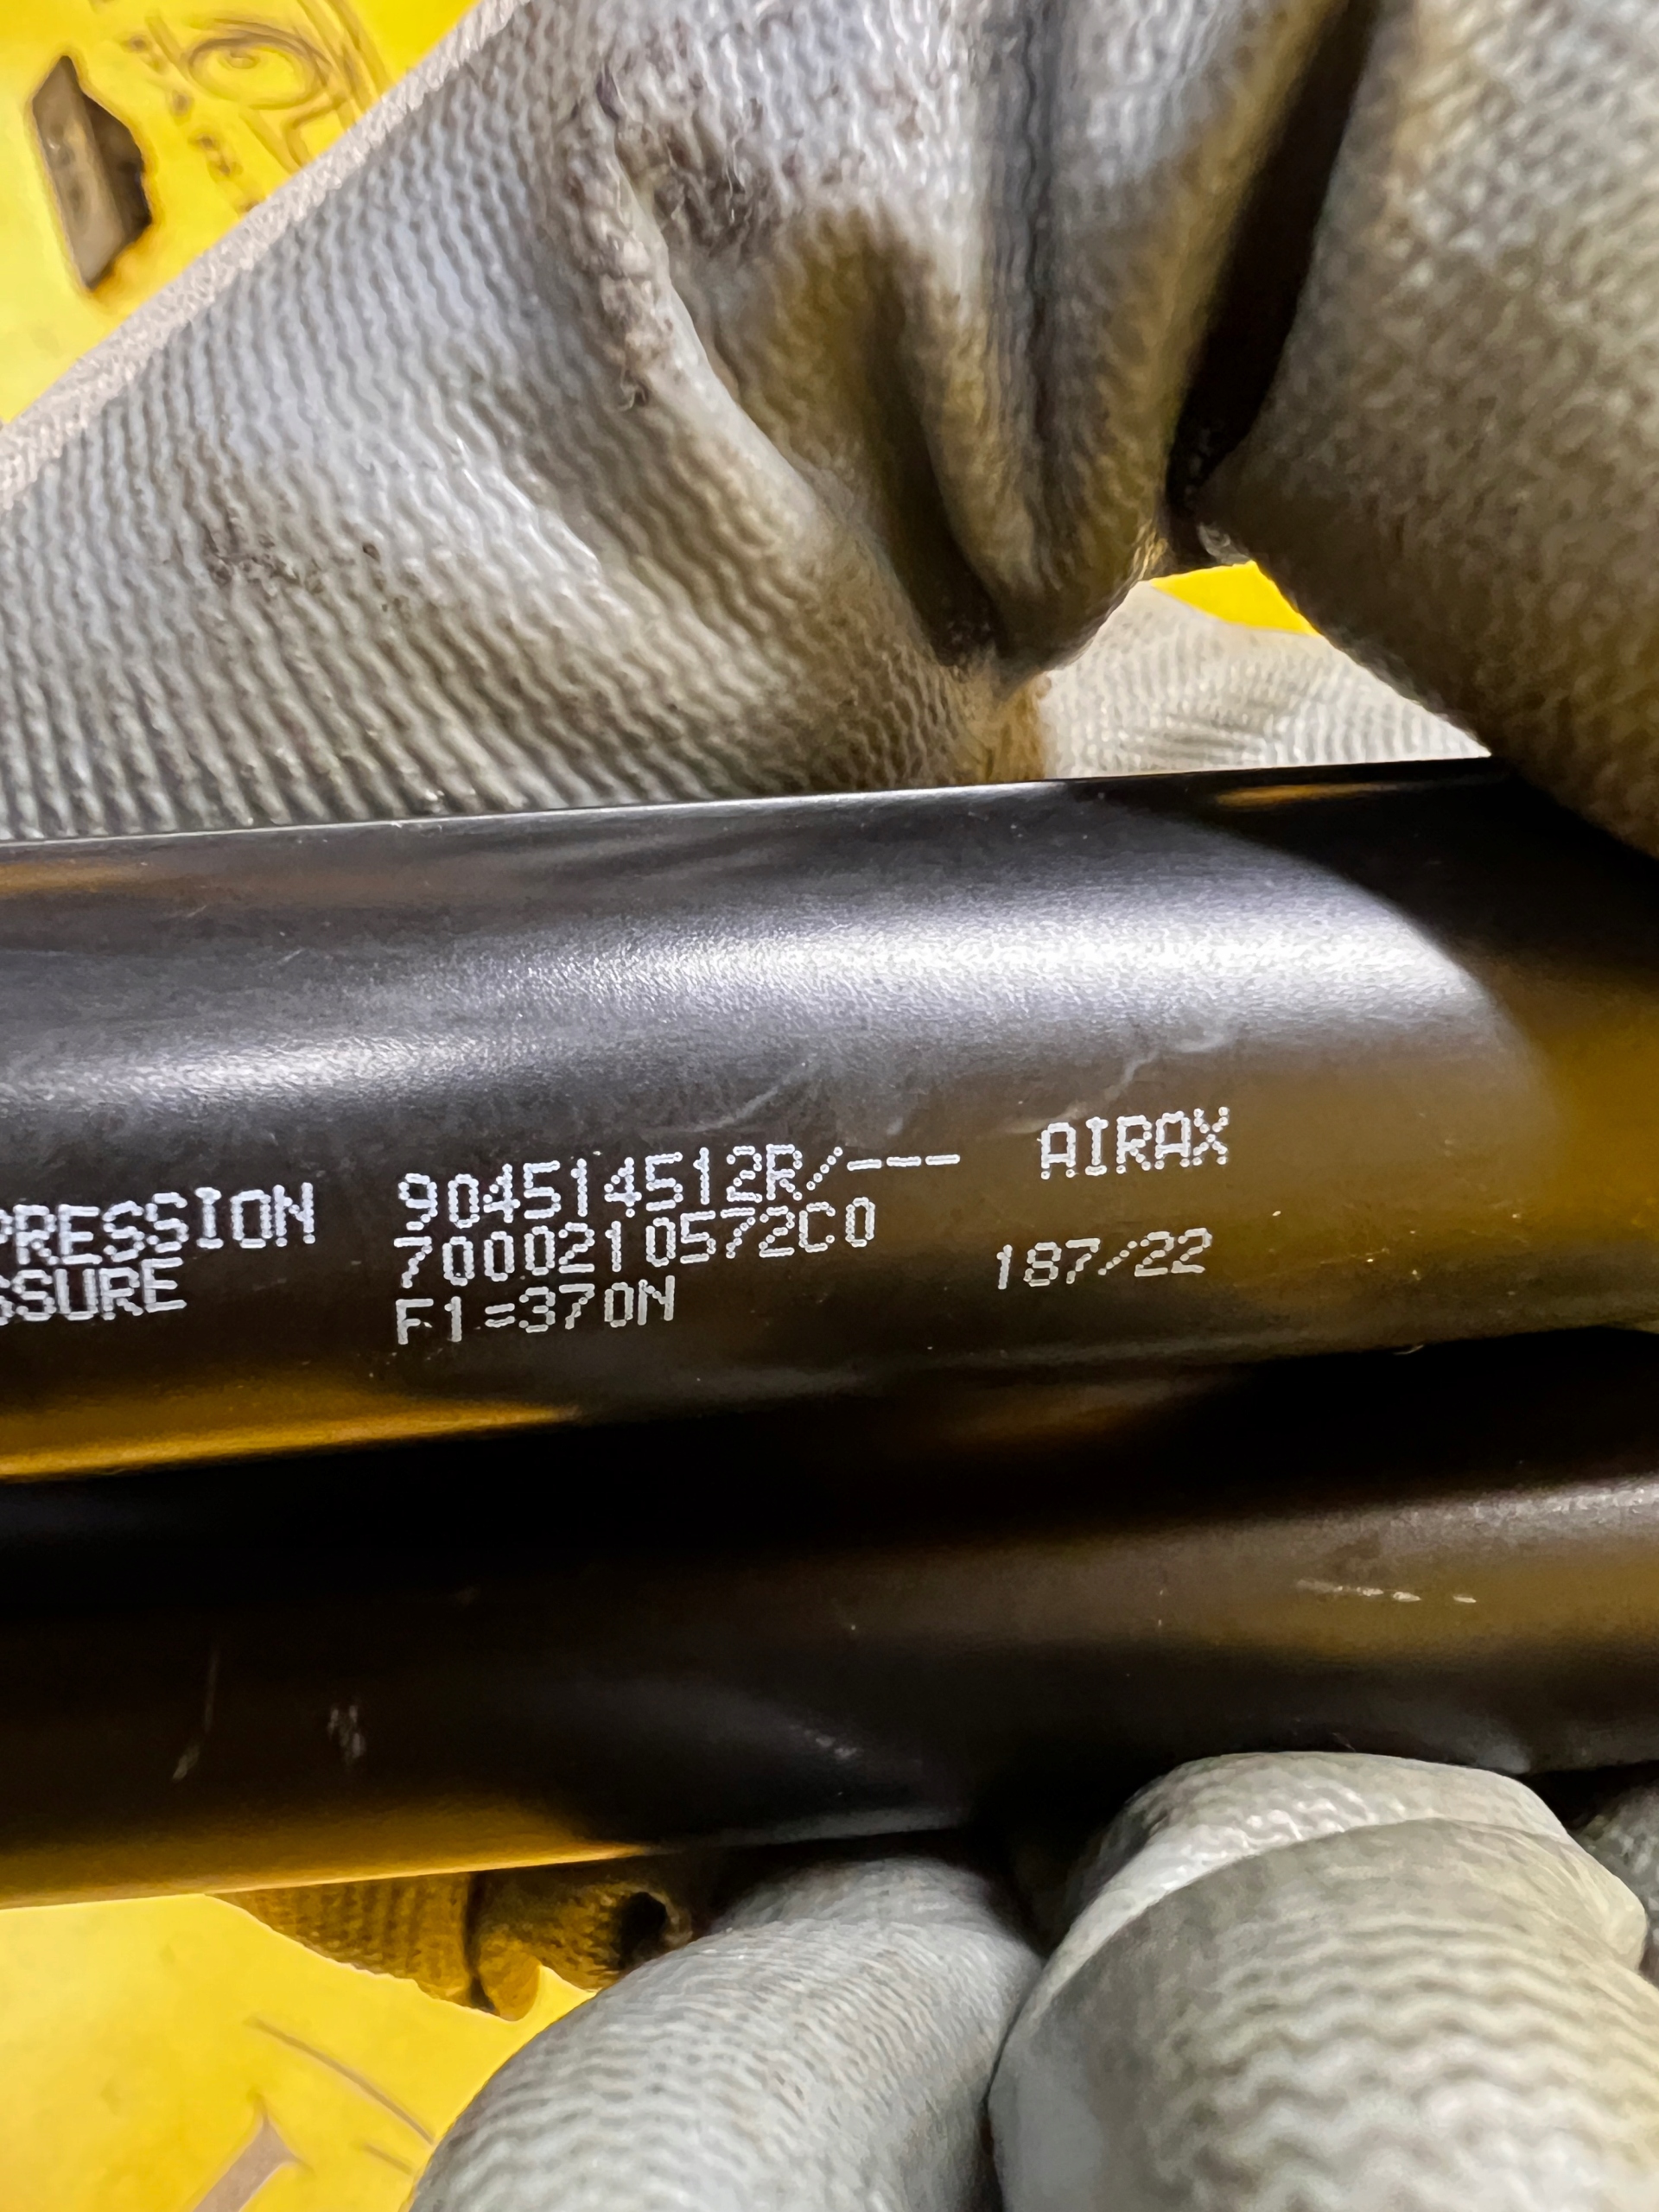 PRESSION 904514512R/--- AIRAX
SSURE 7000210572C0 187/22
F1=370N